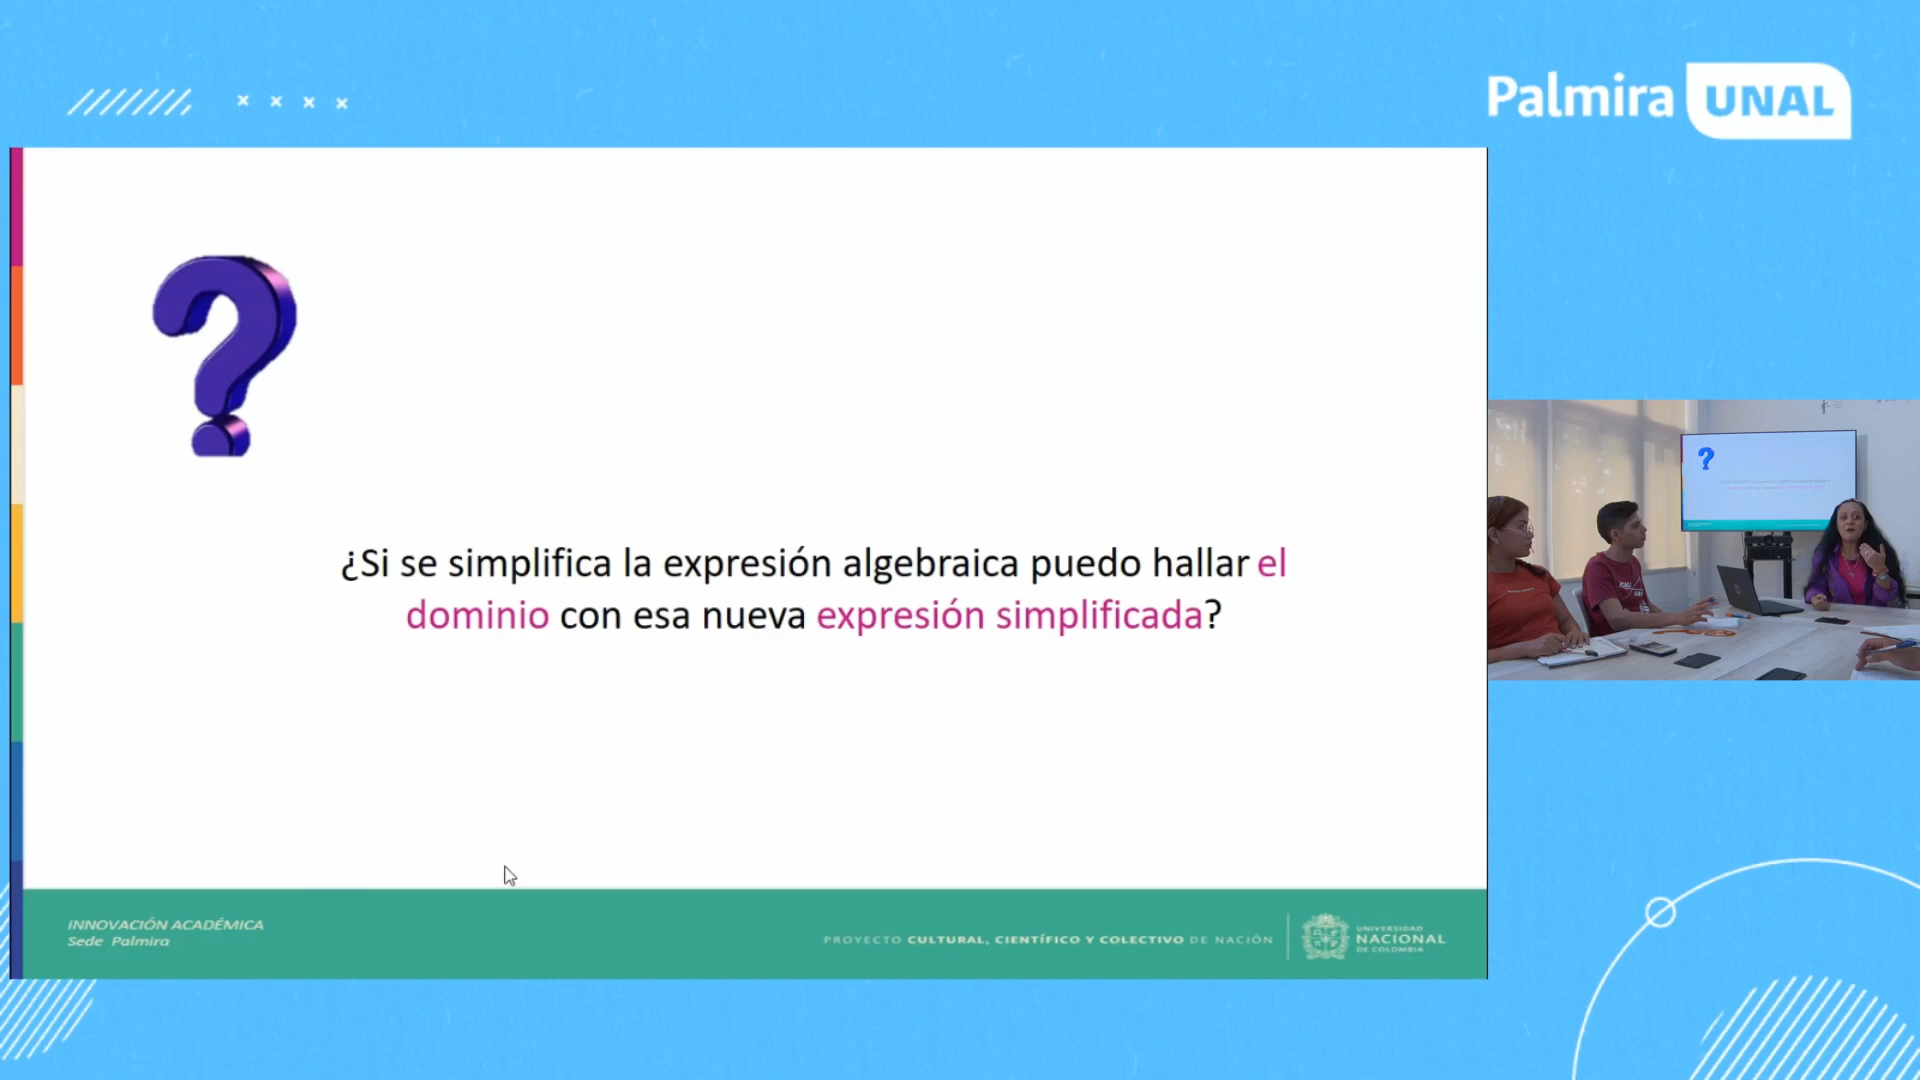 Palmira UNAL
¿Si se simplifica la expresión algebraica puedo hallar el
dominio con esa nueva expresión simplificada?
INNOVACIÓN ACADÉMICA
Sede Palmira
PROYECTO CULTURAL, CIENTÍFICO Y COLECTIVO DE NACIÓN
UNIVERSIDAD
NACIONAL
DE COLOMBIA